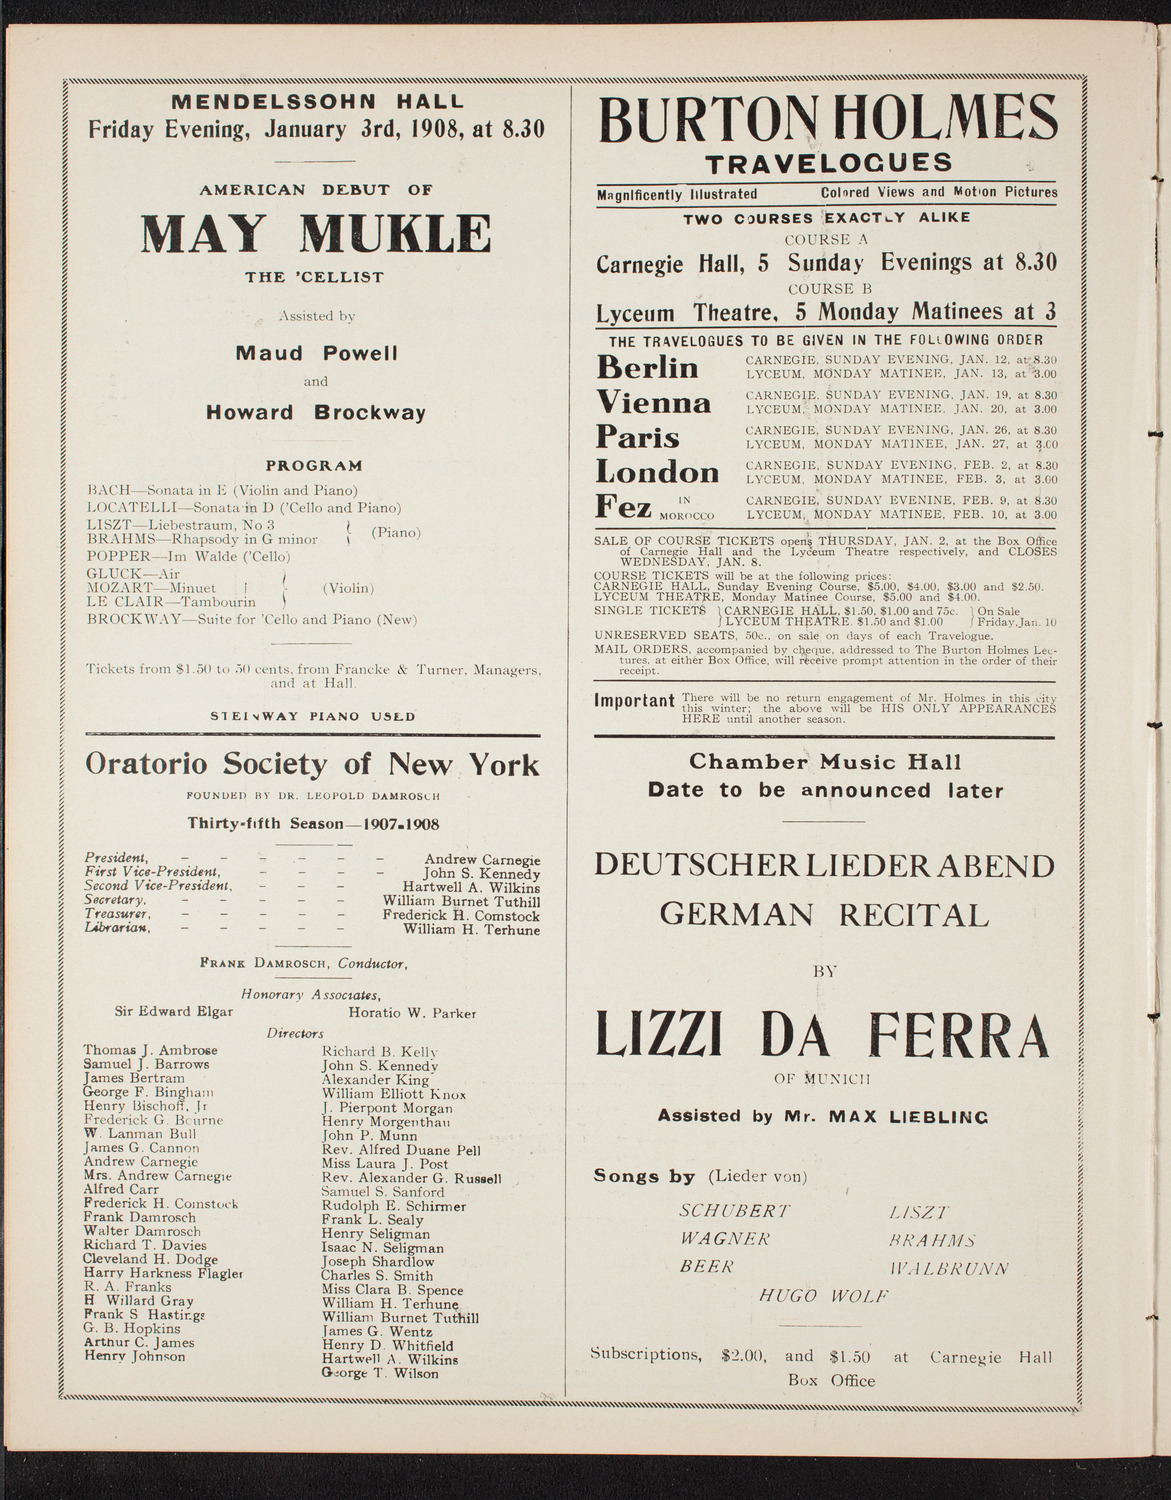 MENDELSSOHN HALL
Friday Evening, January 3rd, 1908, at 8.30
AMERICAN DEBUT OF
MAY MUKLE
THE 'CELLIST
Assisted by
Maud Powell
and
Howard Brockway
PROGRAM
BACH—Sonata in E (Violin and Piano)
LOCATELLI—Sonata in D ('Cello and Piano)
LISZT—Liebestraum, No 3
BRAHMS—Rhapsody in G minor
(Piano)
POPPER—Im Walde ('Cello)
GLUCK—Air
MOZART—Minuet
LE CLAIR—Tambourin
(Violin)
BROCKWAY—Suite for 'Cello and Piano (New)
Tickets from $1.50 to 50 cents, from Francke & Turner, Managers,
and at Hall.
STEINWAY PIANO USED
Oratorio Society of New York
FOUNDED BY DR. LEOPOLD DAMROSCH
Thirty-fifth Season—1907-1908
President, - - - - - - Andrew Carnegie
First Vice-President, - - - - - John S. Kennedy
Second Vice-President, - - - Hartwell A. Wilkins
Secretary, - - - - - William Burnet Tuthill
Treasurer, - - - - - Frederick H. Comstock
Librarian, - - - - - William H. Terhune
FRANK DAMROSCH, Conductor,
Honorary Associates,
Sir Edward Elgar Horatio W. Parker
Directors
Thomas J. Ambrose
Samuel J. Barrows
James Bertram
George F. Bingham
Henry Bischoff, Jr
Frederick G. Bourne
W. Lanman Bull
James G. Cannon
Andrew Carnegie
Mrs. Andrew Carnegie
Alfred Carr
Frederick H. Comstock
Frank Damrosch
Walter Damrosch
Richard T. Davies
Cleveland H. Dodge
Harry Harkness Flagler
R. A. Franks
H Willard Gray
Frank S Hastings
G. B. Hopkins
Arthur C. James
Henry Johnson
Richard B. Kelly
John S. Kennedy
Alexander King
William Elliott Knox
J. Pierpont Morgan
Henry Morgenthau
John P. Munn
Rev. Alfred Duane Pell
Miss Laura J. Post
Rev. Alexander G. Russell
Samuel S. Sanford
Rudolph E. Schirmer
Frank L. Sealy
Henry Seligman
Isaac N. Seligman
Joseph Shardlow
Charles S. Smith
Miss Clara B. Spence
William H. Terhune
William Burnet Tuthill
James G. Wentz
Henry D. Whitfield
Hartwell A. Wilkins
George T. Wilson
BURTON HOLMES
TRAVELOGUES
Magnificently Illustrated Colored Views and Motion Pictures
TWO COURSES EXACTLY ALIKE
COURSE A
Carnegie Hall, 5 Sunday Evenings at 8.30
COURSE B
Lyceum Theatre, 5 Monday Matinees at 3
THE TRAVELOGUES TO BE GIVEN IN THE FOLLOWING ORDER
Berlin
CARNEGIE, SUNDAY EVENING, JAN. 12, at 8.30
LYCEUM, MONDAY MATINEE, JAN. 13, at 3.00
Vienna
CARNEGIE, SUNDAY EVENING, JAN. 19, at 8.30
LYCEUM, MONDAY MATINEE, JAN. 20, at 3.00
Paris
CARNEGIE, SUNDAY EVENING, JAN. 26, at 8.30
LYCEUM, MONDAY MATINEE, JAN. 27, at 3.00
London
CARNEGIE, SUNDAY EVENING, FEB. 2, at 8.30
LYCEUM, MONDAY MATINEE, FEB. 3, at 3.00
Fez IN MOROCCO
CARNEGIE, SUNDAY EVENINE, FEB. 9, at 8.30
LYCEUM, MONDAY MATINEE, FEB. 10, at 3.00
SALE OF COURSE TICKETS opens THURSDAY, JAN. 2, at the Box Office
of Carnegie Hall and the Lyceum Theatre respectively, and CLOSES
WEDNESDAY, JAN. 8.
COURSE TICKETS will be at the following prices:
CARNEGIE HALL, Sunday Evening Course, $5.00, $4.00, $3.00 and $2.50.
LYCEUM THEATRE, Monday Matinee Course, $5.00 and $4.00.
SINGLE TICKETS CARNEGIE HALL, $1.50, $1.00 and 75c. On Sale
LYCEUM THEATRE. $1.50 and $1.00 Friday, Jan. 10
UNRESERVED SEATS, 50c., on sale on days of each Travelogue.
MAIL ORDERS, accompanied by cheque, addressed to The Burton Holmes Lec-
tures, at either Box Office, will receive prompt attention in the order of their
receipt.
Important There will be no return engagement of Mr. Holmes in this city
this winter; the above will be HIS ONLY APPEARANCES
HERE until another season.
Chamber Music Hall
Date to be announced later
DEUTSCHER LIEDER ABEND
GERMAN RECITAL
BY
LIZZI DA FERRA
OF MUNICH
Assisted by Mr. MAX LIEBLING
Songs by (Lieder von)
SCHUBERT LISZT
WAGNER BRAHMS
BEER WALBRUNN
HUGO WOLF
Subscriptions, $2.00, and $1.50 at Carnegie Hall
Box Office